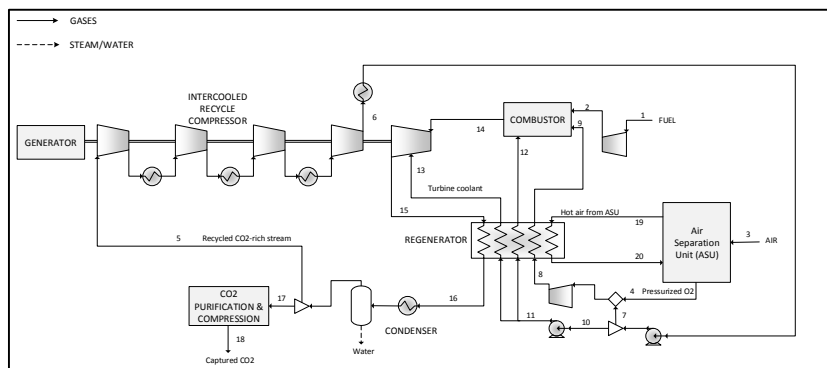 GASES
STEAM/WATER
INTERCOOLED
RECYCLE
COMPRESSOR
GENERATOR
6
COMBUSTOR
2
9
1
FUEL
14
12
13
Turbine coolant
15
Hot air from ASU
19
REGENERATOR
20
Air
Separation
Unit (ASU)
3
AIR
5
Recycled CO2-rich stream
8
4
Pressurized O2
CO2
PURIFICATION &
COMPRESSION
17
16
CONDENSER
7
11
10
18
Water
Captured CO2